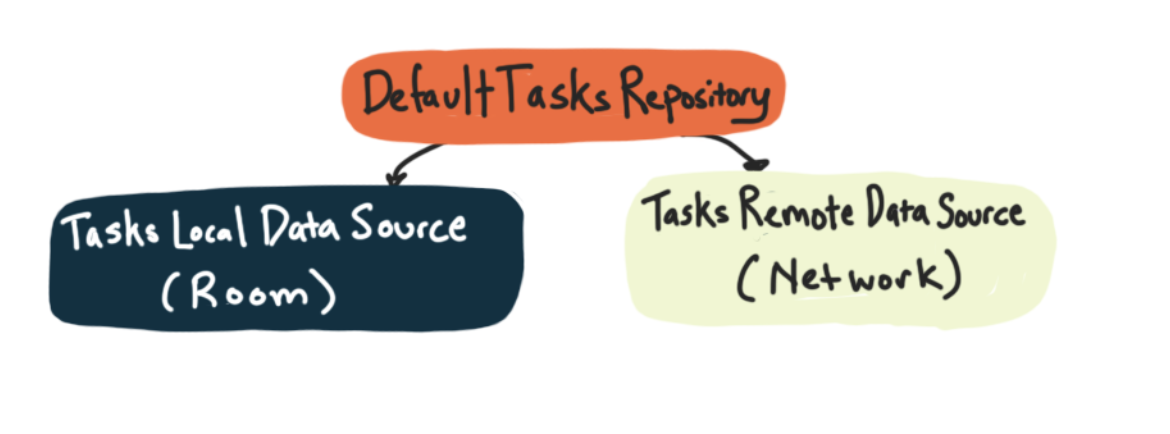 DefaultTasksRepository
Tasks Local Data Source
(Room)
Tasks Remote Data Source
(Network)